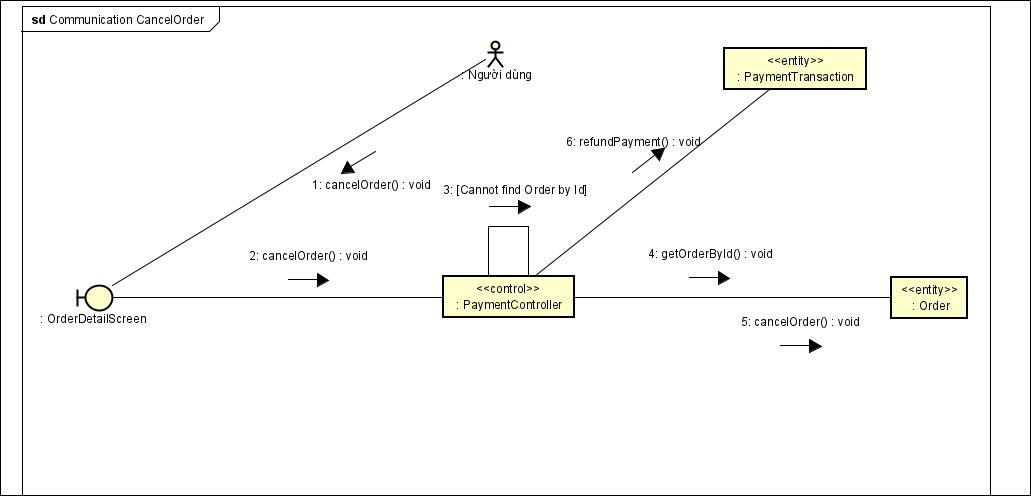 sd Communication CancelOrder
: Người dùng
<<entity>>
: PaymentTransaction
6: refundPayment() : void
1: cancelOrder() : void
3: [Cannot find Order by Id]
2: cancelOrder() : void
4: getOrderById() : void
<<control>>
: PaymentController
<<entity>>
: Order
: OrderDetailScreen
5: cancelOrder() : void